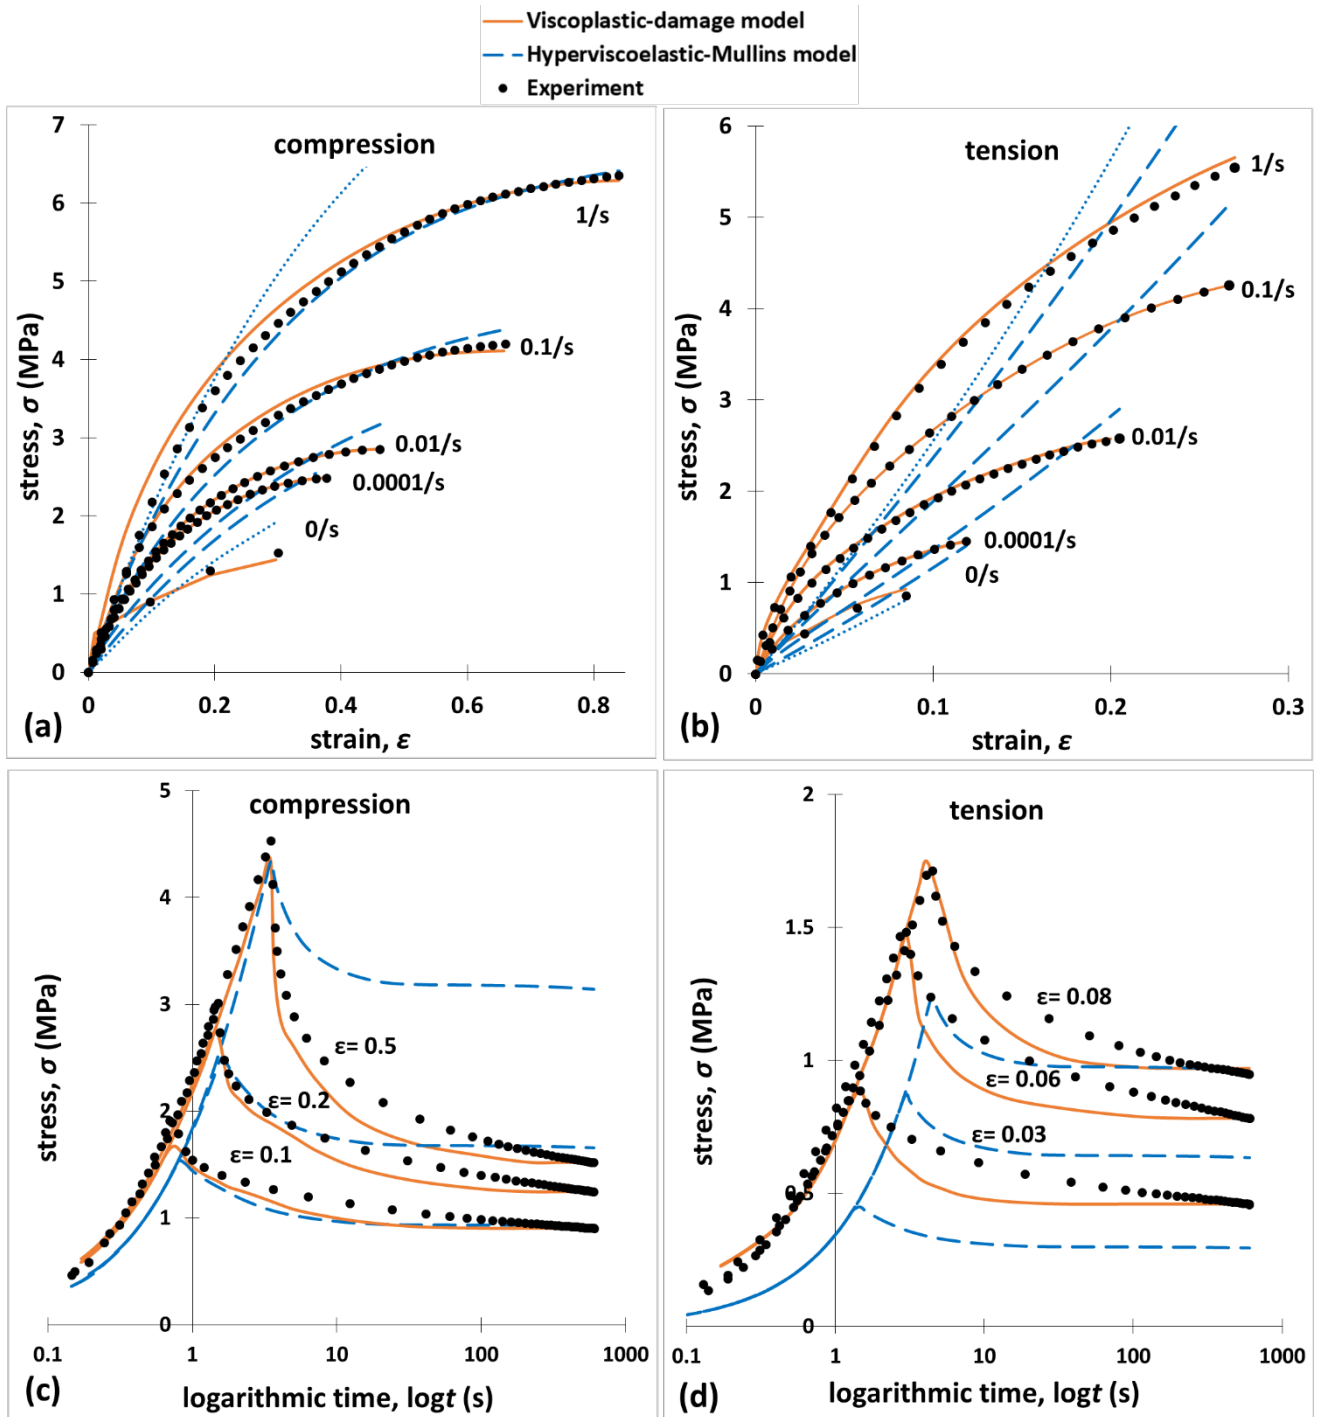 Viscoplastic-damage model
Hyperviscoelastic-Mullins model
Experiment
compression
stress, σ (MPa)
7
6
5
4
3
2
1
0
1/s
0.1/s
0.01/s
0.0001/s
0/s
0 0.2 0.4 0.6 0.8
(a) strain, ε
tension
stress, σ (MPa)
6
5
4
3
2
1
0
1/s
0.1/s
0.01/s
0.0001/s
0/s
0 0.1 0.2 0.3
(b) strain, ε
compression
stress, σ (MPa)
5
4
3
2
1
0
ε= 0.5
ε= 0.2
ε= 0.1
0.1 1 10 100 1000
(c) logarithmic time, logt (s)
tension
stress, σ (MPa)
2
1.5
1
0.5
0
ε= 0.08
ε= 0.06
ε= 0.03
0.1 1 10 100 1000
(d) logarithmic time, logt (s)